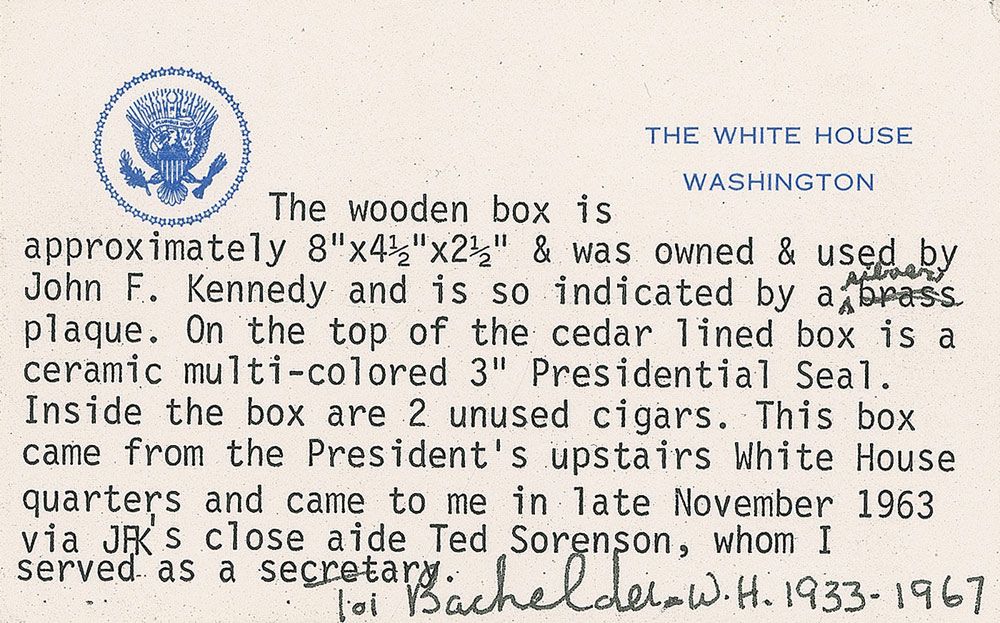 THE WHITE HOUSE
WASHINGTON
The wooden box is
approximately 8"x4½"x2½" & was owned & used by
John F. Kennedy and is so indicated by a silver brass
plaque. On the top of the cedar lined box is a
ceramic multi-colored 3" Presidential Seal.
Inside the box are 2 unused cigars. This box
came from the President's upstairs White House
quarters and came to me in late November 1963
via JFK's close aide Ted Sorenson, whom I
served as a secretary.
Toi Bachelder W.H. 1933-1967